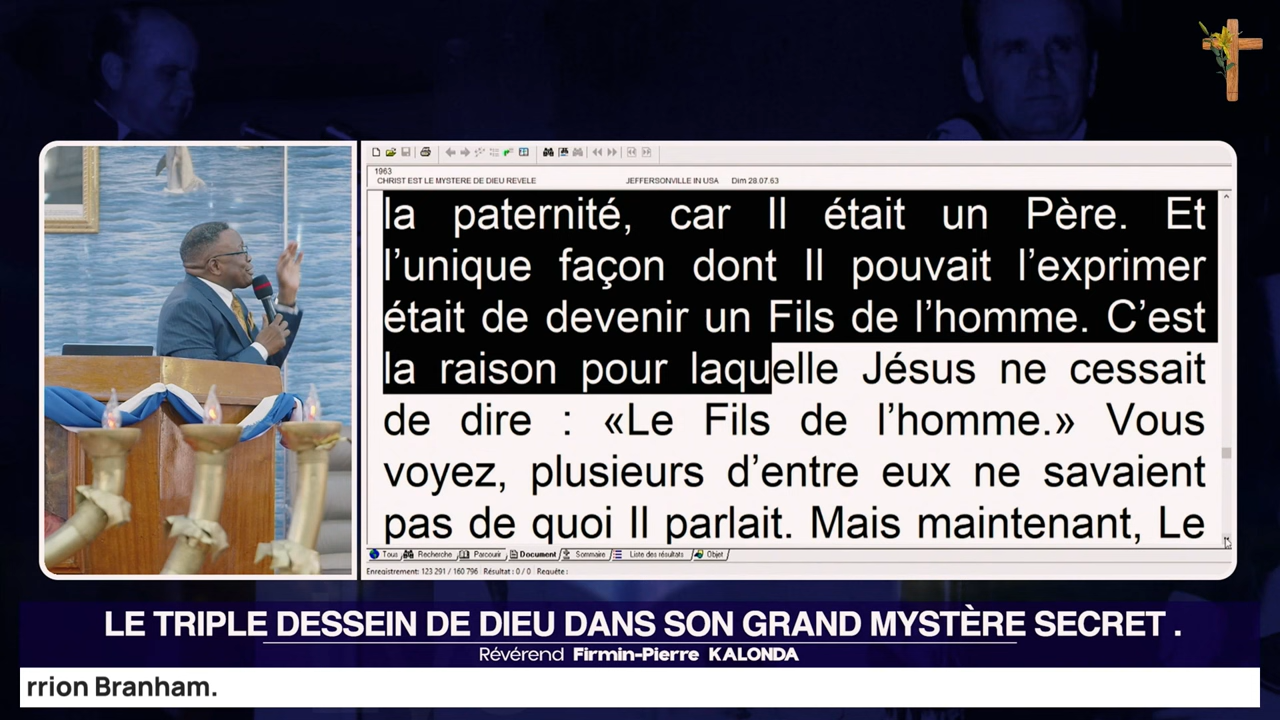 1963
CHRIST EST LE MYSTERE DE DIEU REVELE JEFFERSONVILLE IN USA Dim 28.07.63
la paternité, car Il était un Père. Et
l’unique façon dont Il pouvait l’exprimer
était de devenir un Fils de l’homme. C’est
la raison pour laquelle Jésus ne cessait
de dire : «Le Fils de l’homme.» Vous
voyez, plusieurs d’entre eux ne savaient
pas de quoi Il parlait. Mais maintenant, Le
Tous Recherche Parcourir Document Sommaire Liste des résultats Objet
Enregistrement: 123 291 / 160 796 Résultat : 0 / 0 Requête :
LE TRIPLE DESSEIN DE DIEU DANS SON GRAND MYSTÈRE SECRET .
Révérend Firmin-Pierre KALONDA
rrion Branham.